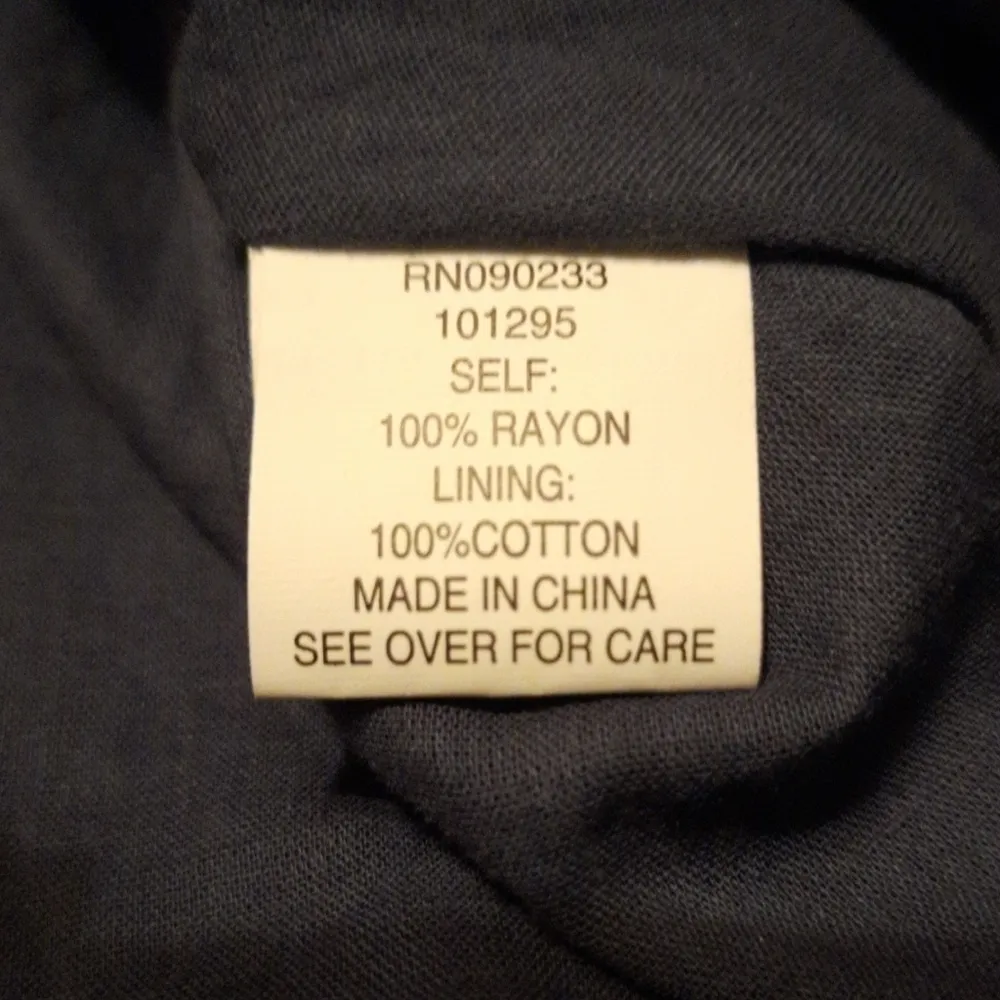 RN090233
101295
SELF:
100% RAYON
LINING:
100%COTTON
MADE IN CHINA
SEE OVER FOR CARE